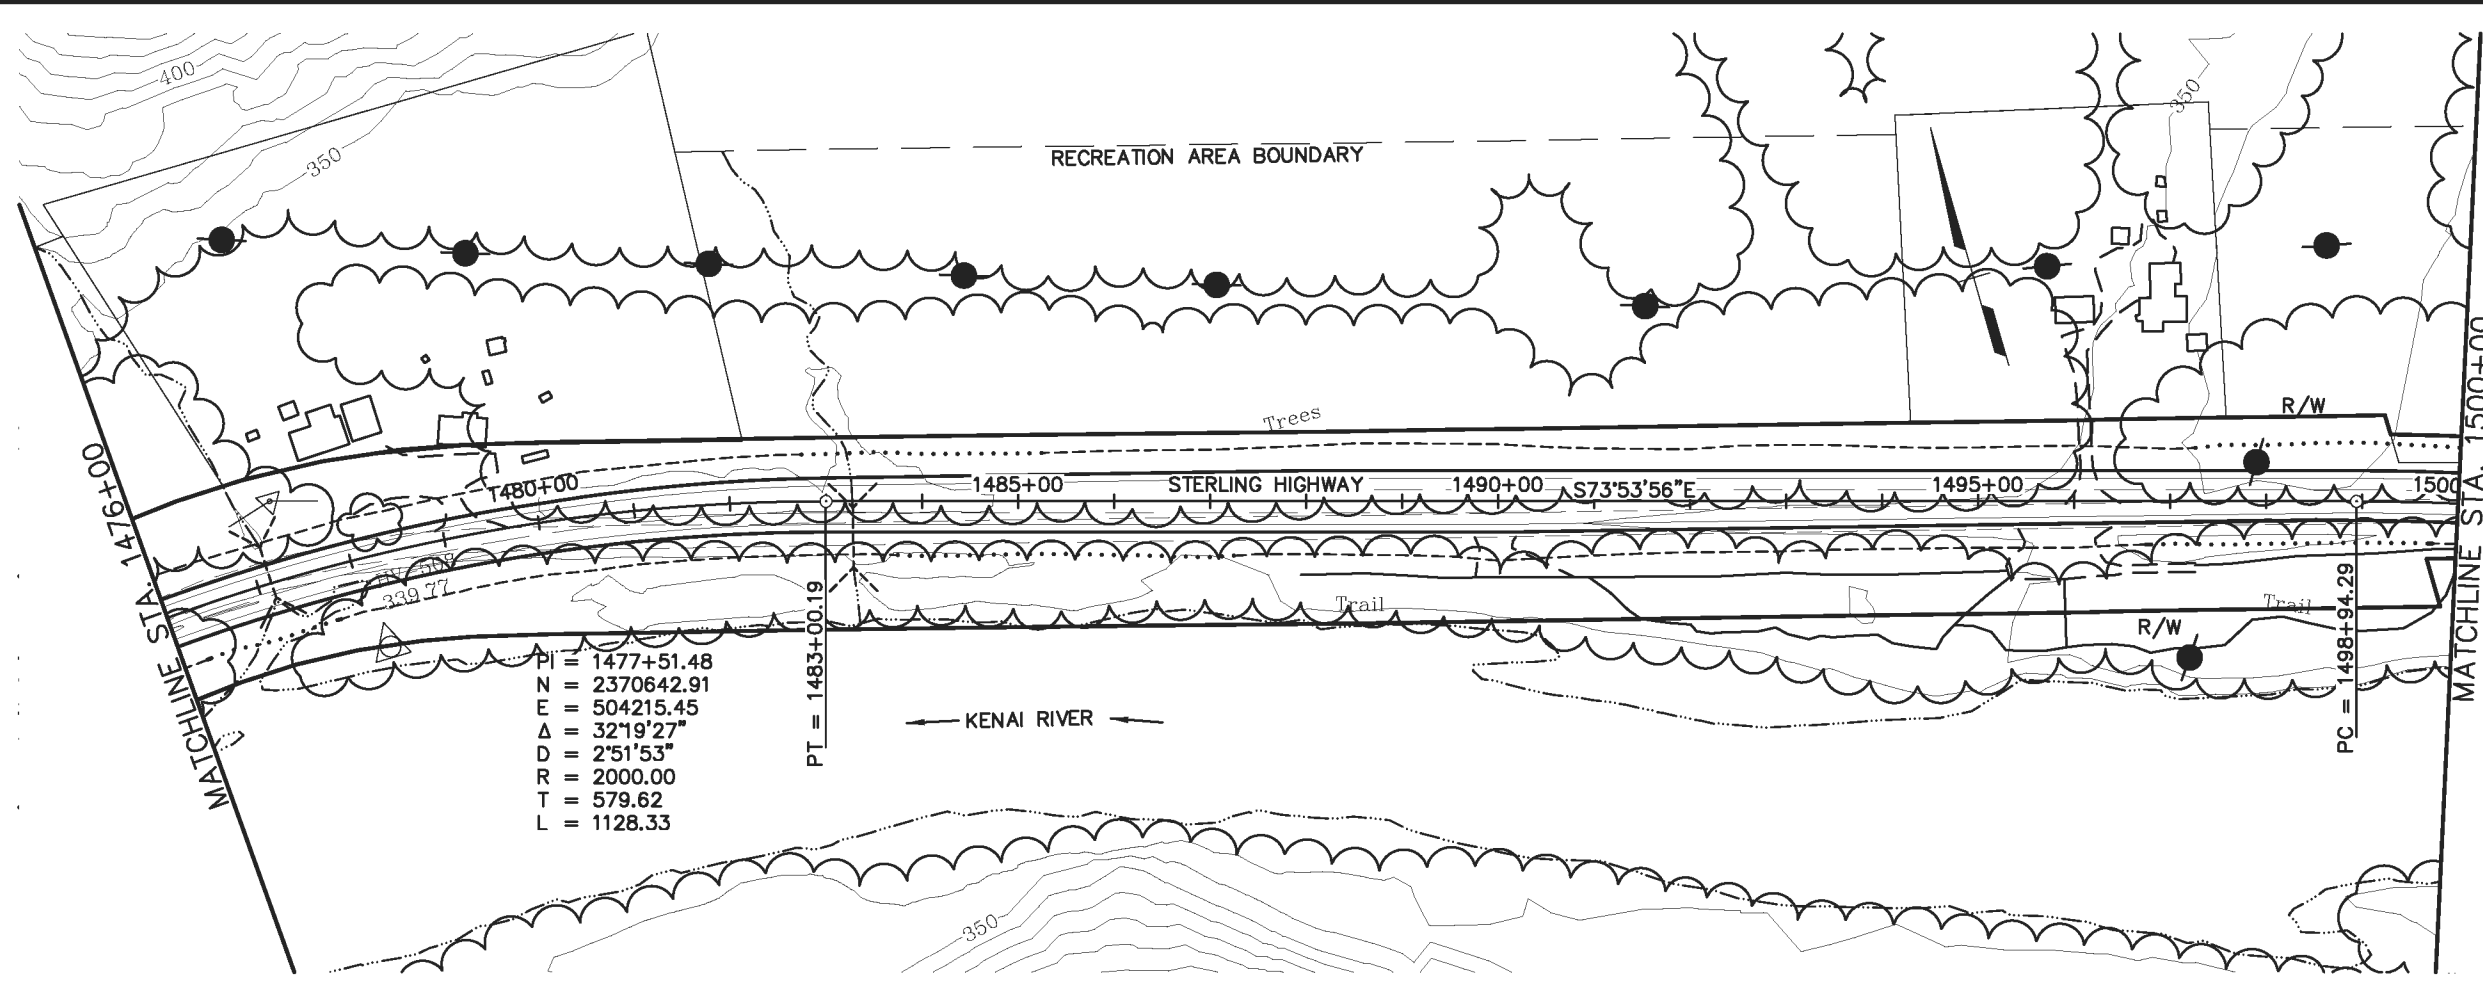 400
350
350
RECREATION AREA BOUNDARY
Trees
R/W
MATCHLINE STA. 1476+00
1480+00
1485+00
STERLING HIGHWAY
1490+00
S73°53'56"E
1495+00
1500
MATCHLINE STA. 1500+00
339.77
Trail
Trail
R/W
PI = 1477+51.48
N = 2370642.91
E = 504215.45
Δ = 32°19'27"
D = 2°51'53"
R = 2000.00
T = 579.62
L = 1128.33
PT = 1483+00.19
KENAI RIVER
PC = 1498+94.29
350